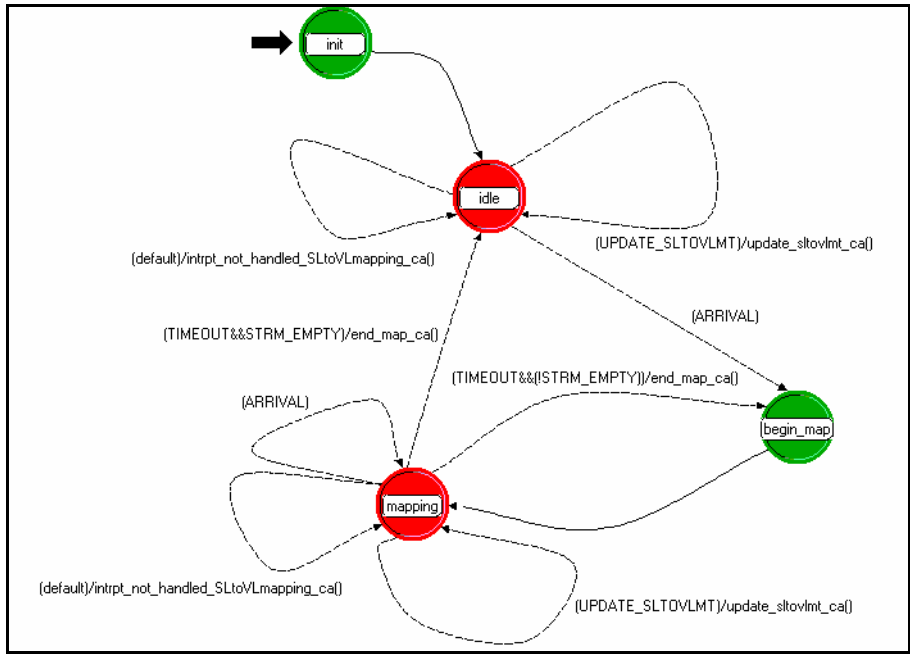 init
idle
(UPDATE_SLTOVLMT)/update_sltovlmt_ca()
(default)/intrpt_not_handled_SLtoVLmapping_ca()
(ARRIVAL)
(TIMEOUT&&STRM_EMPTY)/end_map_ca()
(TIMEOUT&&(!STRM_EMPTY))/end_map_ca()
(ARRIVAL)
begin_map
mapping
(default)/intrpt_not_handled_SLtoVLmapping_ca()
(UPDATE_SLTOVLMT)/update_sltovlmt_ca()